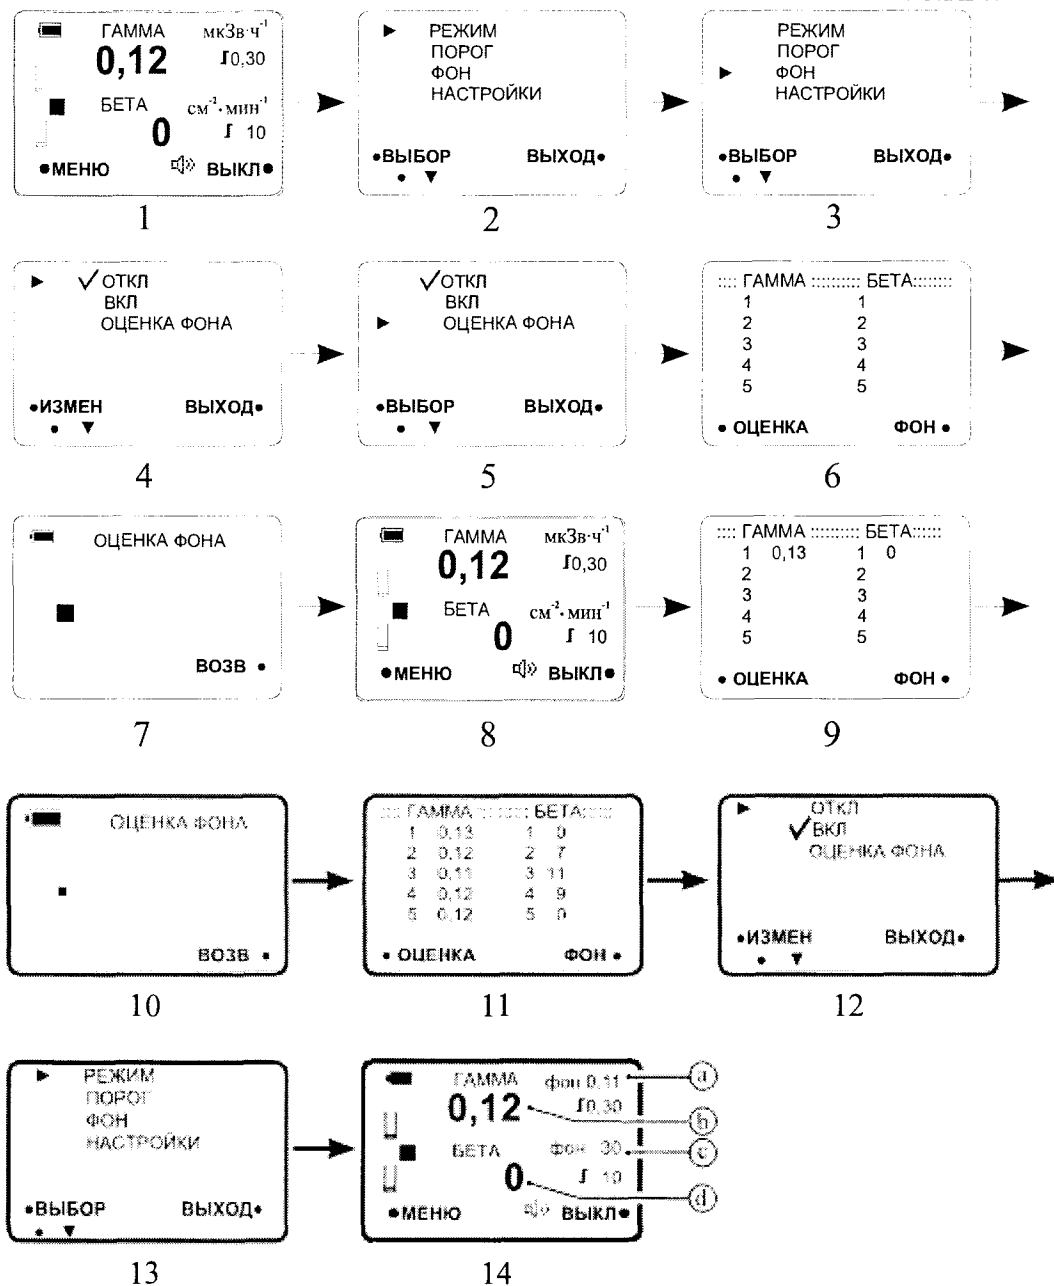 ГАММА мкЗв·ч⁻¹
0,12 0,30
БЕТА см⁻²·мин⁻¹
0 10
•МЕНЮ ВЫКЛ•
1
РЕЖИМ
ПОРОГ
ФОН
НАСТРОЙКИ
•ВЫБОР ВЫХОД•
2
РЕЖИМ
ПОРОГ
ФОН
НАСТРОЙКИ
•ВЫБОР ВЫХОД•
3
ОТКЛ
ВКЛ
ОЦЕНКА ФОНА
•ИЗМЕН ВЫХОД•
4
ОТКЛ
ВКЛ
ОЦЕНКА ФОНА
•ВЫБОР ВЫХОД•
5
:::: ГАММА :::::::::: БЕТА::::::::
1 1
2 2
3 3
4 4
5 5
• ОЦЕНКА ФОН •
6
ОЦЕНКА ФОНА
ВОЗВ •
7
ГАММА мкЗв·ч⁻¹
0,12 0,30
БЕТА см⁻²·мин⁻¹
0 10
•МЕНЮ ВЫКЛ•
8
:::: ГАММА :::::::::: БЕТА::::::
1 0,13 1 0
2 2
3 3
4 4
5 5
• ОЦЕНКА ФОН •
9
ОЦЕНКА ФОНА
ВОЗВ •
10
ГАММА БЕТА
1 0,13 1 0
2 0,12 2 7
3 0,11 3 11
4 0,12 4 9
5 0,12 5 0
• ОЦЕНКА ФОН •
11
ОТКЛ
ВКЛ
ОЦЕНКА ФОНА
•ИЗМЕН ВЫХОД•
12
РЕЖИМ
ПОРОГ
ФОН
НАСТРОЙКИ
•ВЫБОР ВЫХОД•
13
ГАММА фон 0,11 a
0,12 0,30 b
БЕТА фон 30 c
0 10 d
•МЕНЮ ВЫКЛ•
14